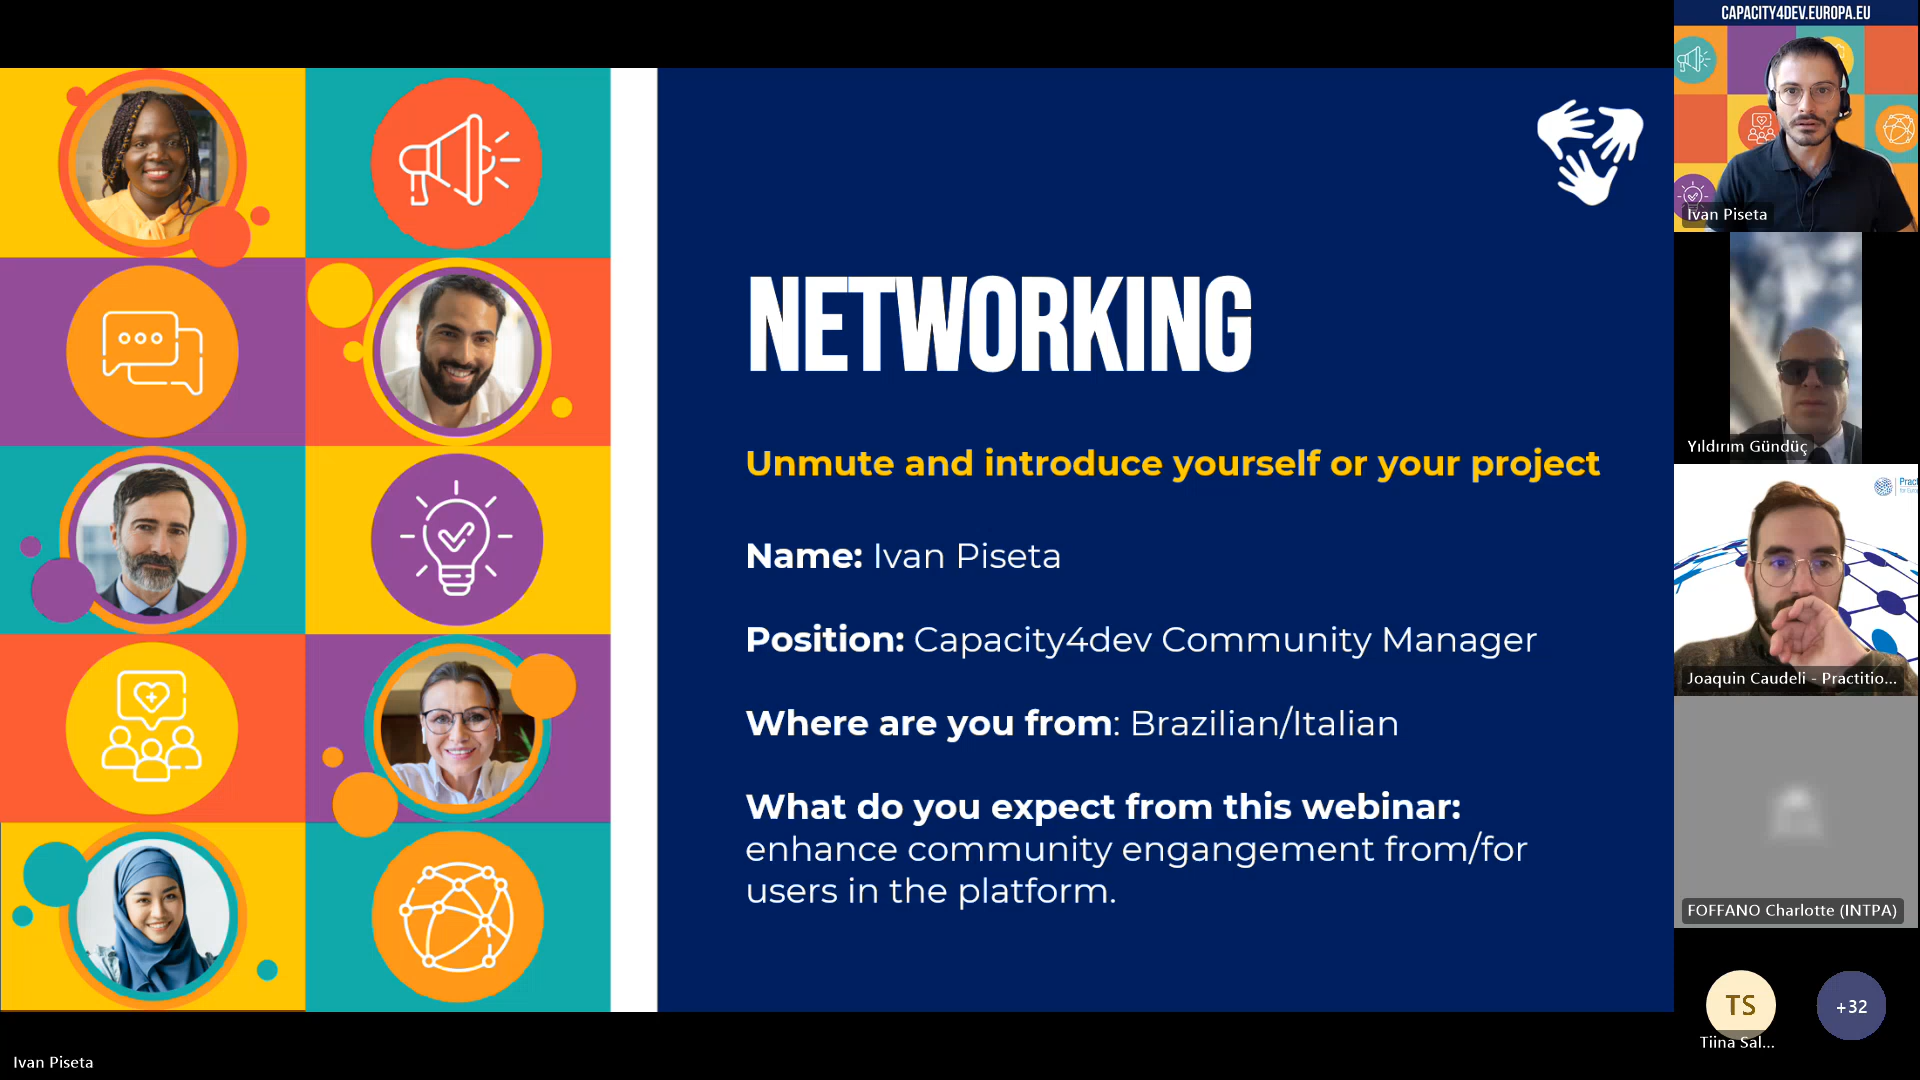 NETWORKING
Unmute and introduce yourself or your project
Name: Ivan Piseta
Position: Capacity4dev Community Manager
Where are you from: Brazilian/Italian
What do you expect from this webinar:
enhance community engangement from/for
users in the platform.
CAPACITY4DEV.EUROPA.EU
Ivan Piseta
Yıldırım Gündüç
Joaquin Caudeli - Practitio...
FOFFANO Charlotte (INTPA)
TS
+32
Tiina Sal...
Ivan Piseta